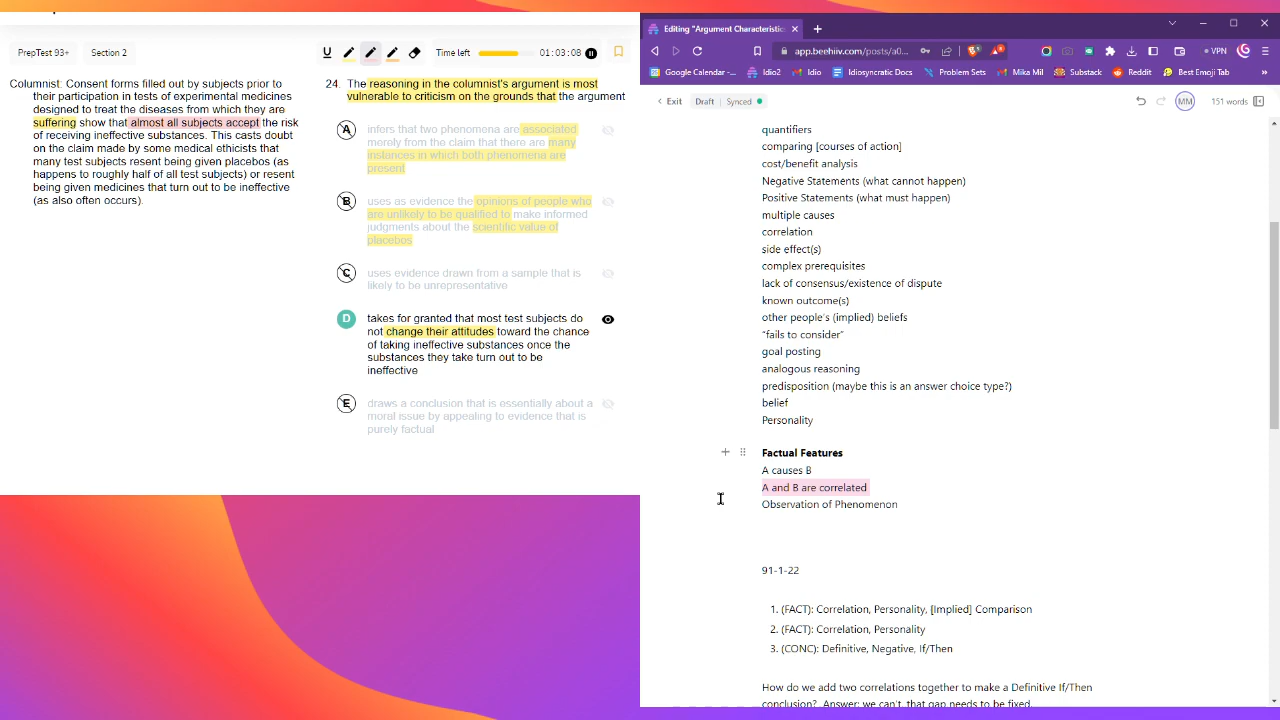 PrepTest 93+
Section 2
U
Time left
01:03:08
Columnist: Consent forms filled out by subjects prior to
their participation in tests of experimental medicines
designed to treat the diseases from which they are
suffering show that almost all subjects accept the risk
of receiving ineffective substances. This casts doubt
on the claim made by some medical ethicists that
many test subjects resent being given placebos (as
happens to roughly half of all test subjects) or resent
being given medicines that turn out to be ineffective
(as also often occurs).
24. The reasoning in the columnist's argument is most
vulnerable to criticism on the grounds that the argument
A
infers that two phenomena are associated
merely from the claim that there are many
instances in which both phenomena are
present
B
uses as evidence the opinions of people who
are unlikely to be qualified to make informed
judgments about the scientific value of
placebos
C
uses evidence drawn from a sample that is
likely to be unrepresentative
D
takes for granted that most test subjects do
not change their attitudes toward the chance
of taking ineffective substances once the
substances they take turn out to be
ineffective
E
draws a conclusion that is essentially about a
moral issue by appealing to evidence that is
purely factual
Editing "Argument Characteristic:
app.beehiiv.com/posts/a0...
VPN
Google Calendar -...
Idio2
Idio
Idiosyncratic Docs
Problem Sets
Mika Mil
Substack
Reddit
Best Emoji Tab
»
Exit
Draft
Synced
MM
151 words
quantifiers
comparing [courses of action]
cost/benefit analysis
Negative Statements (what cannot happen)
Positive Statements (what must happen)
multiple causes
correlation
side effect(s)
complex prerequisites
lack of consensus/existence of dispute
known outcome(s)
other people's (implied) beliefs
“fails to consider”
goal posting
analogous reasoning
predisposition (maybe this is an answer choice type?)
belief
Personality
Factual Features
A causes B
A and B are correlated
Observation of Phenomenon
91-1-22
1. (FACT): Correlation, Personality, [Implied] Comparison
2. (FACT): Correlation, Personality
3. (CONC): Definitive, Negative, If/Then
How do we add two correlations together to make a Definitive If/Then
conclusion? Answer: we can't, that gap needs to be fixed.